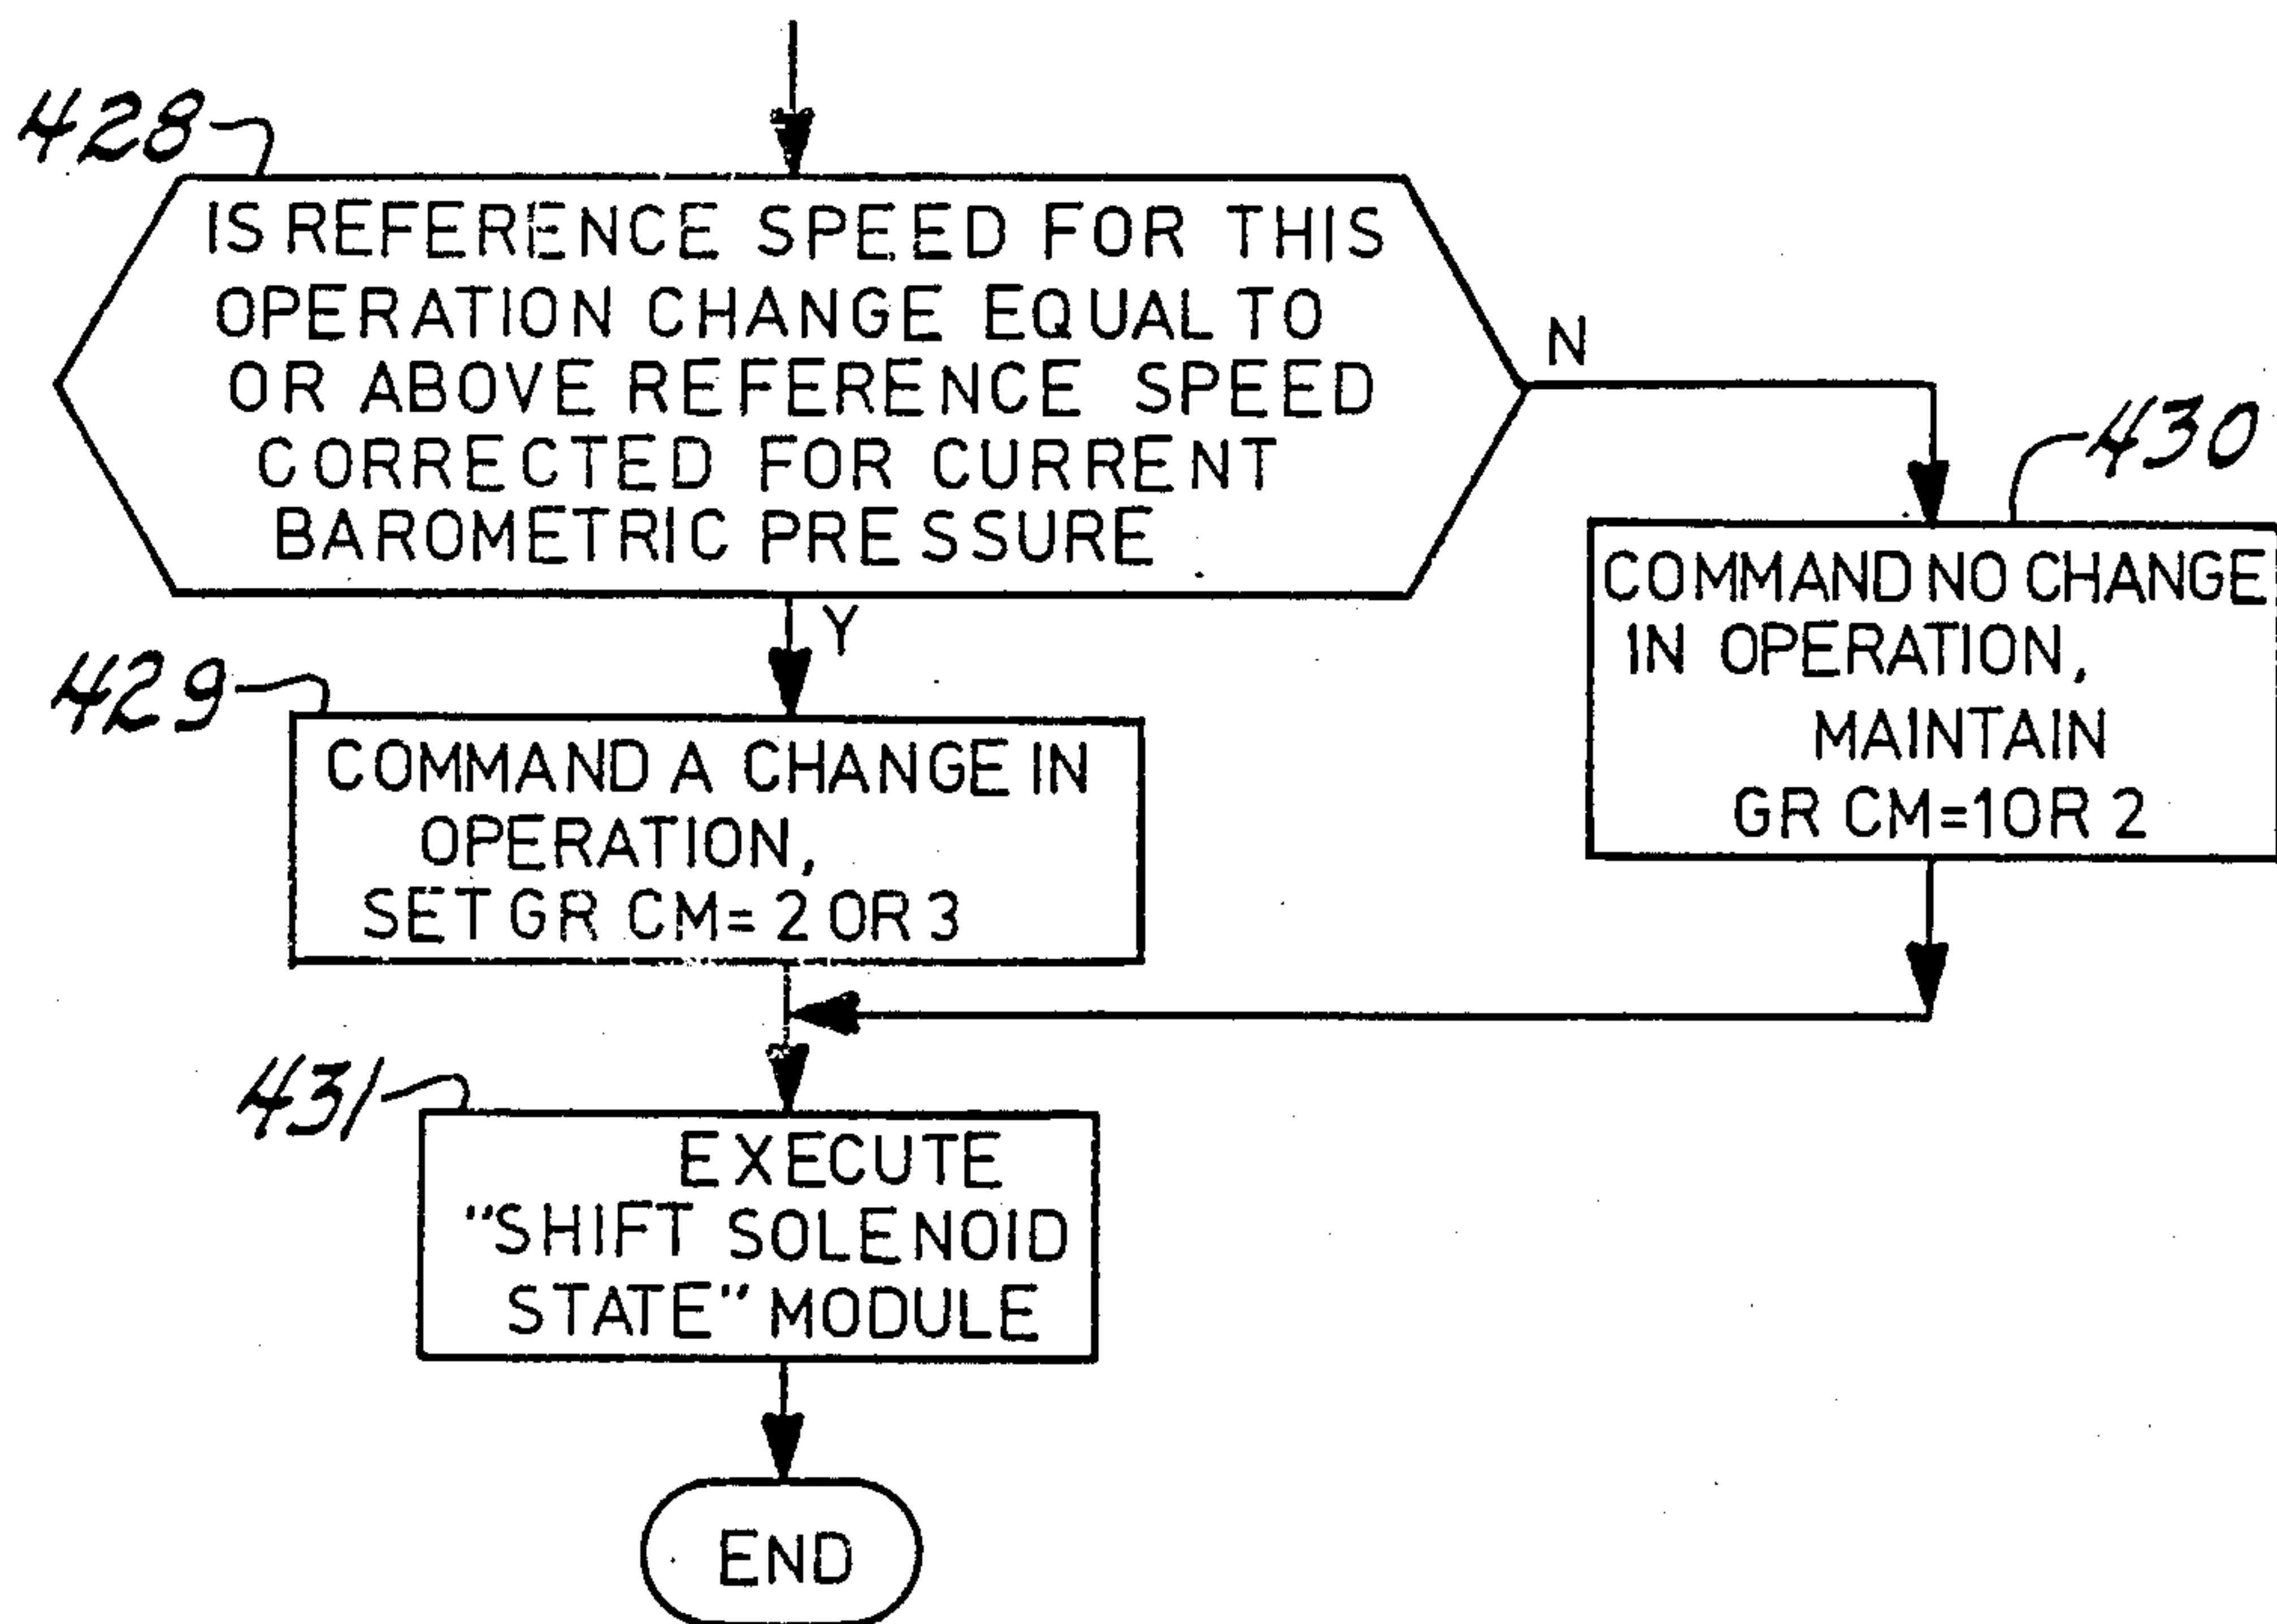 428
IS REFERENCE SPEED FOR THIS
OPERATION CHANGE EQUAL TO
OR ABOVE REFERENCE SPEED
CORRECTED FOR CURRENT
BAROMETRIC PRESSURE
N
430
COMMAND NO CHANGE
IN OPERATION,
MAINTAIN
GR CM=1 OR 2
Y
429
COMMAND A CHANGE IN
OPERATION,
SET GR CM= 2 OR 3
431
EXECUTE
"SHIFT SOLENOID
STATE" MODULE
END